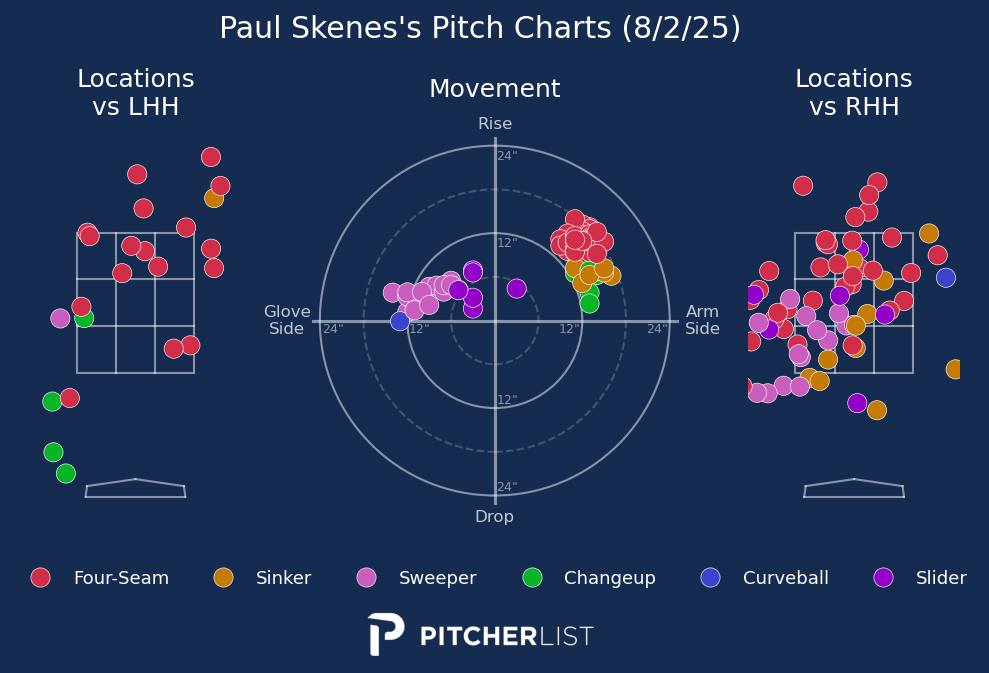 Paul Skenes's Pitch Charts (8/2/25)
Locations
vs LHH
Movement
Locations
vs RHH
Rise
24"
12"
Glove
Side
24"
12"
12"
24"
Arm
Side
12"
24"
Drop
Four-Seam
Sinker
Sweeper
Changeup
Curveball
Slider
PITCHERLIST